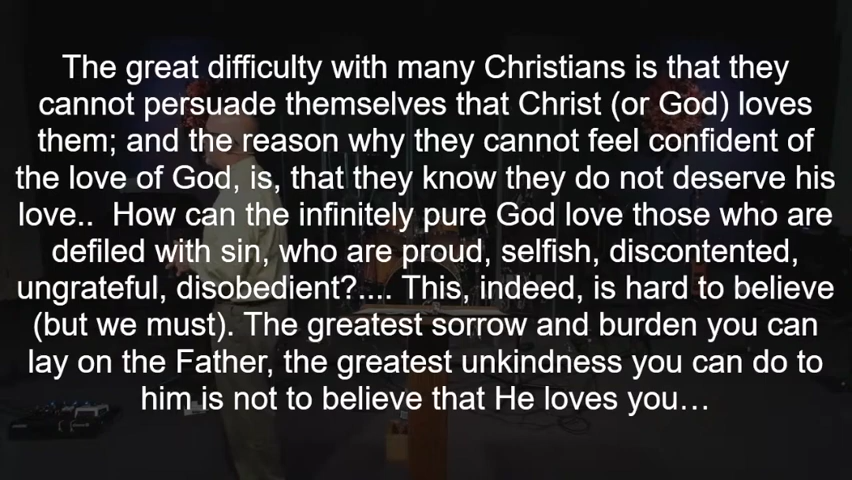 The great difficulty with many Christians is that they
cannot persuade themselves that Christ (or God) loves
them; and the reason why they cannot feel confident of
the love of God, is, that they know they do not deserve his
love..  How can the infinitely pure God love those who are
defiled with sin, who are proud, selfish, discontented,
ungrateful, disobedient?.... This, indeed, is hard to believe
(but we must). The greatest sorrow and burden you can
lay on the Father, the greatest unkindness you can do to
him is not to believe that He loves you…